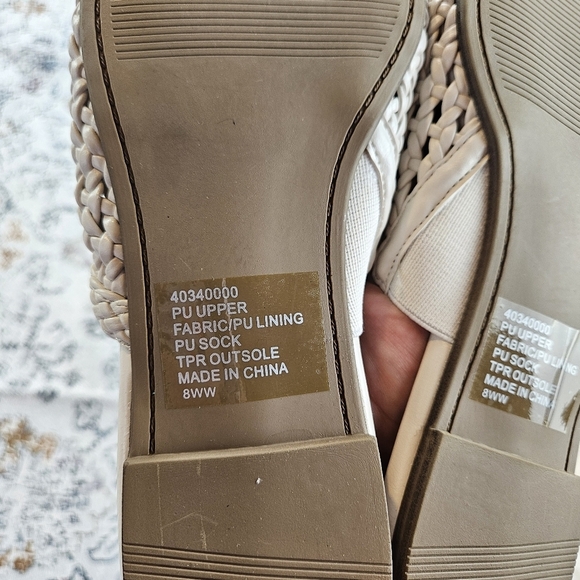 40340000
PU UPPER
FABRIC/PU LINING
PU SOCK
TPR OUTSOLE
MADE IN CHINA
8WW
40340000
PU UPPER
FABRIC/PU LINING
PU SOCK
TPR OUTSOLE
MADE IN CHINA
8WW